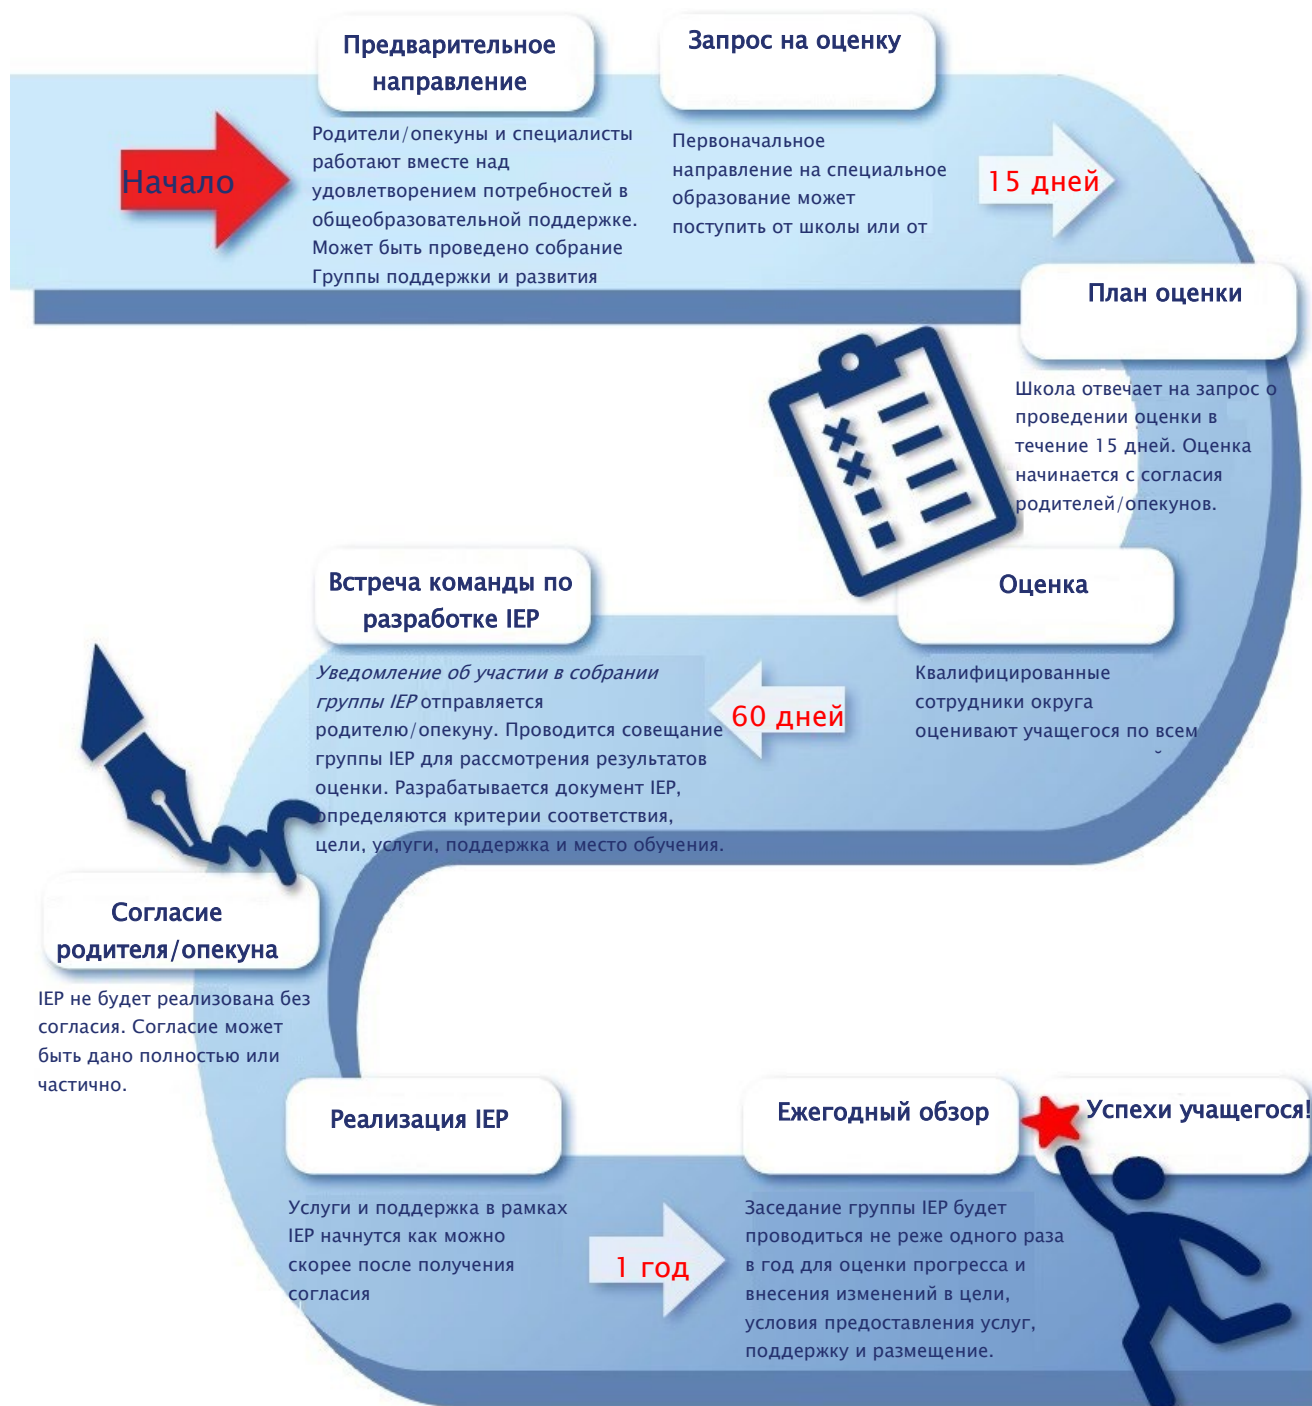 Начало
Предварительное
направление
Родители/опекуны и специалисты
работают вместе над
удовлетворением потребностей в
общеобразовательной поддержке.
Может быть проведено собрание
Группы поддержки и развития
Запрос на оценку
Первоначальное
направление на специальное
образование может
поступить от школы или от
15 дней
План оценки
Школа отвечает на запрос о
проведении оценки в
течение 15 дней. Оценка
начинается с согласия
родителей/опекунов.
Оценка
Квалифицированные
сотрудники округа
оценивают учащегося по всем
60 дней
Встреча команды по
разработке IEP
Уведомление об участии в собрании
группы IEP отправляется
родителю/опекуну. Проводится совещание
группы IEP для рассмотрения результатов
оценки. Разрабатывается документ IEP,
определяются критерии соответствия,
цели, услуги, поддержка и место обучения.
Согласие
родителя/опекуна
IEP не будет реализована без
согласия. Согласие может
быть дано полностью или
частично.
Реализация IEP
Услуги и поддержка в рамках
IEP начнутся как можно
скорее после получения
согласия
1 год
Ежегодный обзор
Заседание группы IEP будет
проводиться не реже одного раза
в год для оценки прогресса и
внесения изменений в цели,
условия предоставления услуг,
поддержку и размещение.
Успехи учащегося!